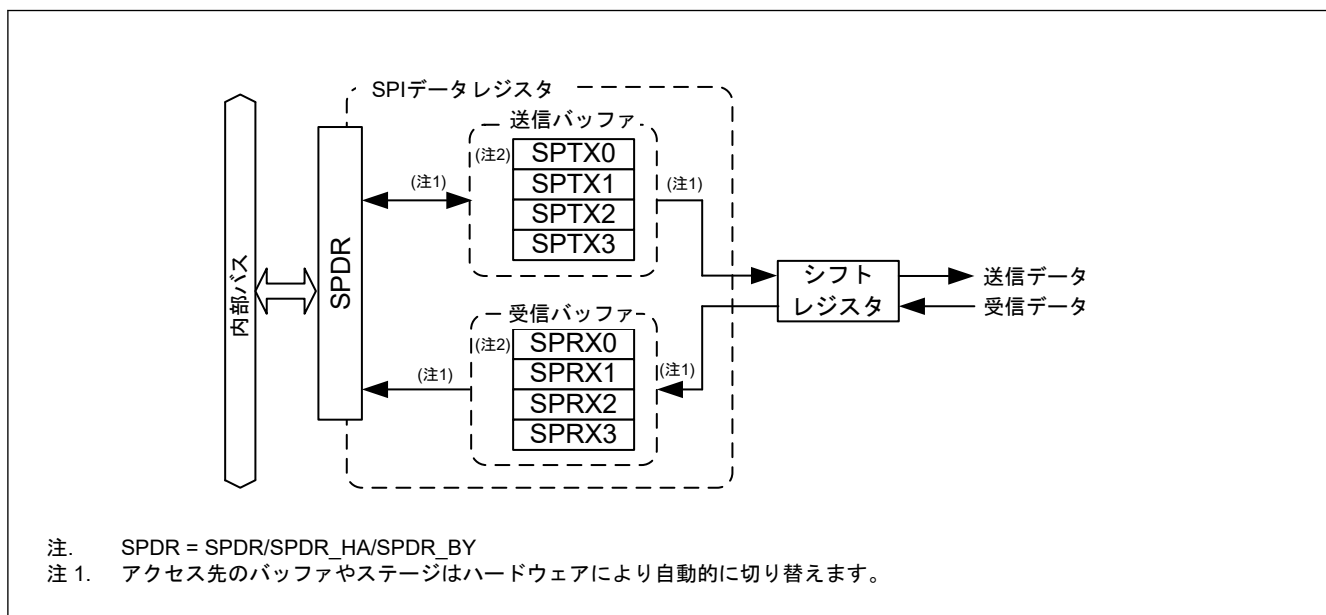 SPIデータレジスタ
送信バッファ
(注2) SPTX0
SPTX1
SPTX2
SPTX3
(注1)
(注1)
内部バス
SPDR
シフト
レジスタ
送信データ
受信データ
受信バッファ
(注2) SPRX0
SPRX1
SPRX2
SPRX3
(注1)
(注1)
注. SPDR = SPDR/SPDR_HA/SPDR_BY
注 1. アクセス先のバッファやステージはハードウェアにより自動的に切り替えます。